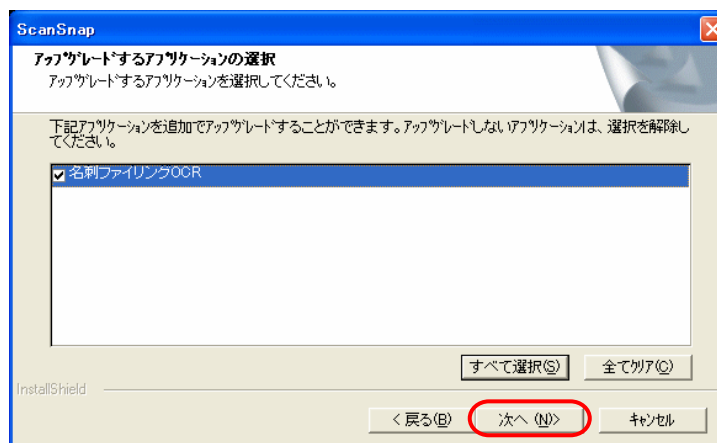 ScanSnap
ｱｯﾌﾟｸﾞﾚｰﾄﾞするｱﾌﾟﾘｹｰｼｮﾝの選択
ｱｯﾌﾟｸﾞﾚｰﾄﾞするｱﾌﾟﾘｹｰｼｮﾝを選択してください。
下記ｱﾌﾟﾘｹｰｼｮﾝを追加でｱｯﾌﾟｸﾞﾚｰﾄﾞすることができます。ｱｯﾌﾟｸﾞﾚｰﾄﾞしないｱﾌﾟﾘｹｰｼｮﾝは、選択を解除し
てください。
名刺ファイリングOCR
すべて選択(S) 全てｸﾘｱ(C)
InstallShield
< 戻る(B) 次へ (N)> ｷｬﾝｾﾙ